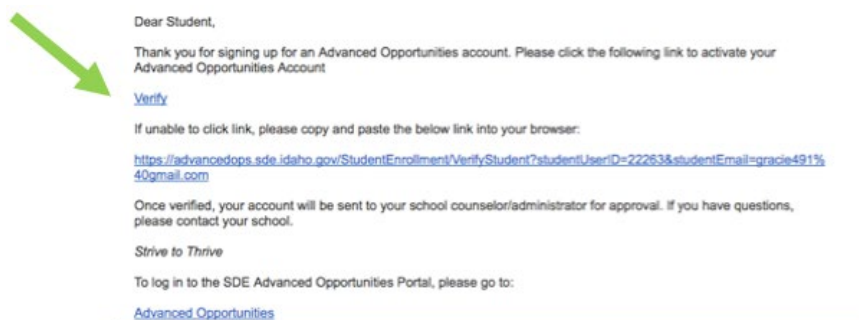 Dear Student,
Thank you for signing up for an Advanced Opportunities account. Please click the following link to activate your
Advanced Opportunities Account
Verify
If unable to click link, please copy and paste the below link into your browser:
https://advancedops.sde.idaho.gov/StudentEnrollment/VerifyStudent?studentUserID=22263&studentEmail=gracie491%
40gmail.com
Once verified, your account will be sent to your school counselor/administrator for approval. If you have questions,
please contact your school.
Strive to Thrive
To log in to the SDE Advanced Opportunities Portal, please go to:
Advanced Opportunities